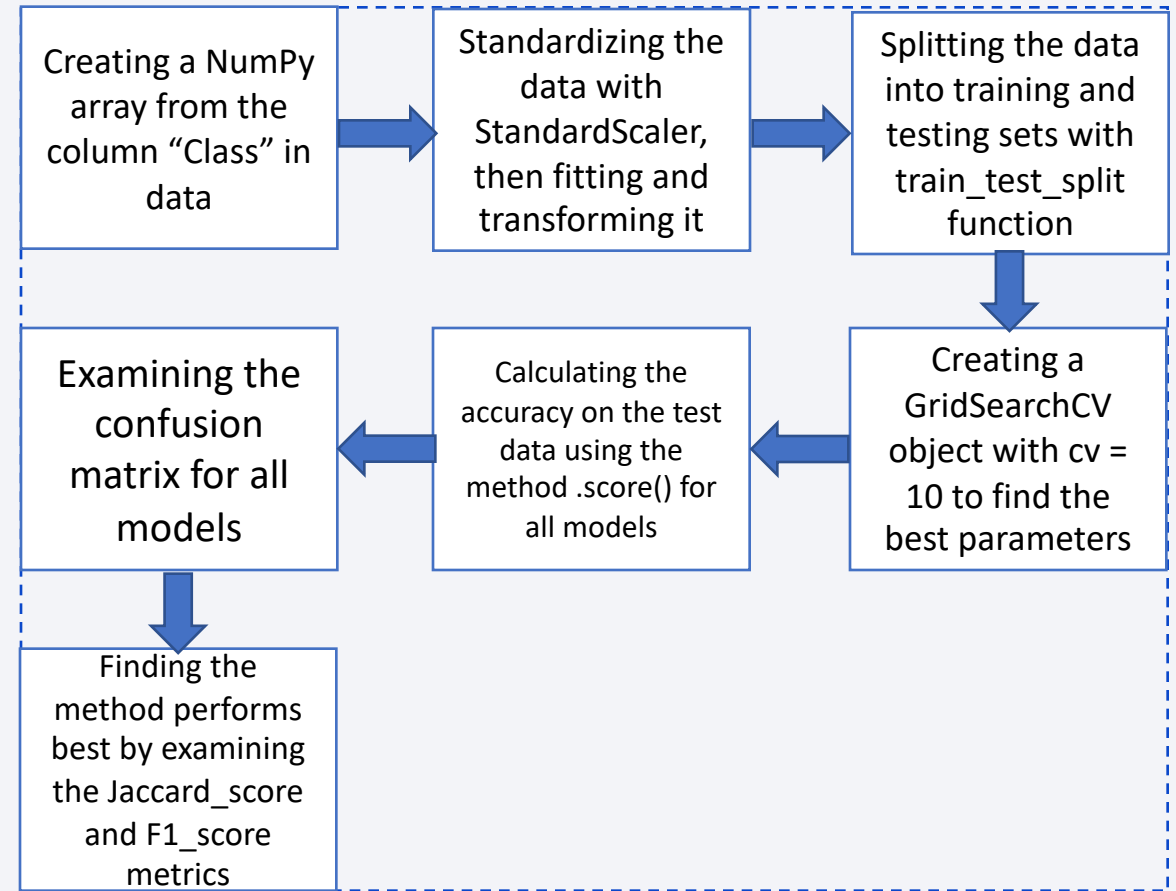 Creating a NumPy
array from the
column “Class” in
data
Standardizing the
data with
StandardScaler,
then fitting and
transforming it
Splitting the data
into training and
testing sets with
train_test_split
function
Creating a
GridSearchCV
object with cv =
10 to find the
best parameters
Calculating the
accuracy on the test
data using the
method .score() for
all models
Examining the
confusion
matrix for all
models
Finding the
method performs
best by examining
the Jaccard_score
and F1_score
metrics